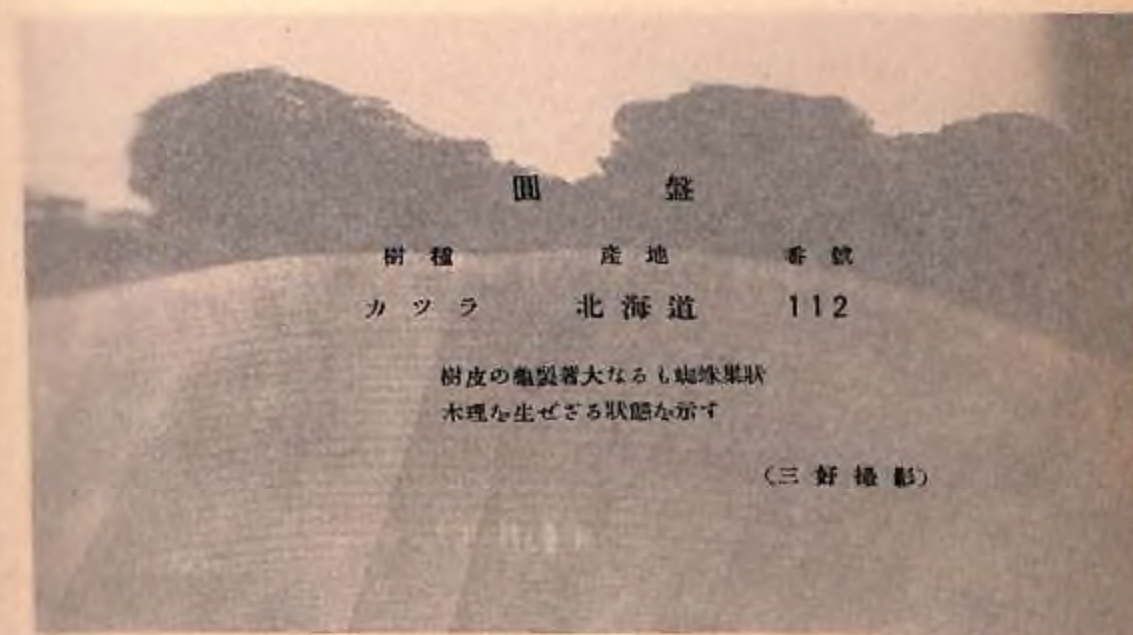 圓盤
樹種 産地 番號
カツラ 北海道 112
樹皮の龜裂著大なるも蜘蛛巣狀
木理を生ぜざる狀態を示す
(三好撮影)